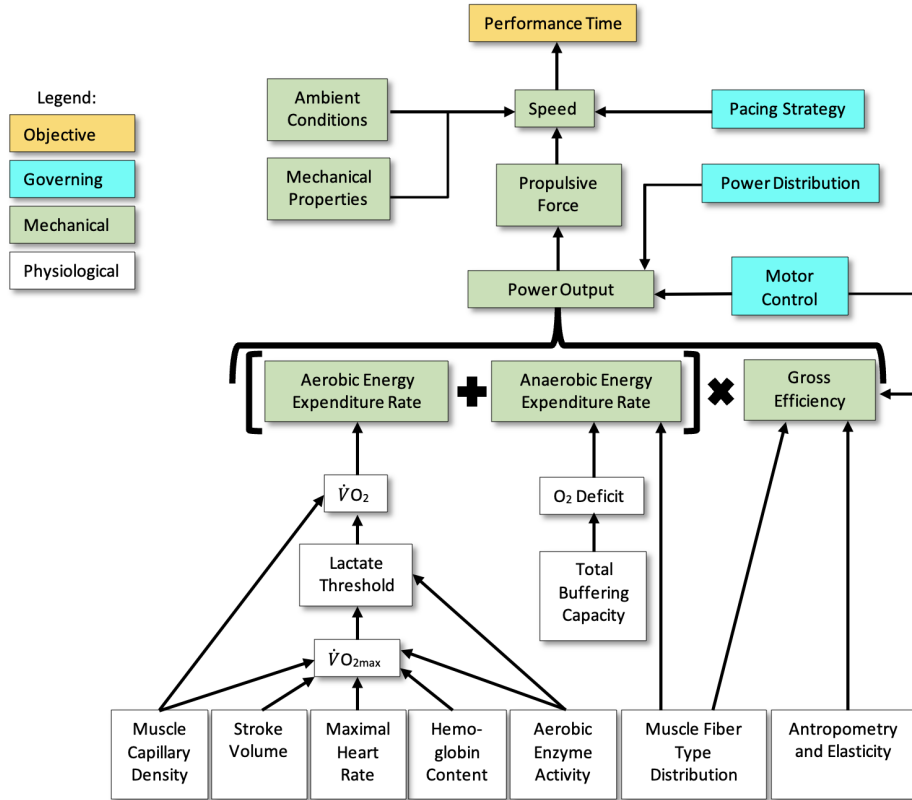 Performance Time
Legend:
Objective
Governing
Mechanical
Physiological
Ambient
Conditions
Speed
Pacing Strategy
Mechanical
Properties
Propulsive
Force
Power Distribution
Power Output
Motor
Control
Aerobic Energy
Expenditure Rate
+
Anaerobic Energy
Expenditure Rate
×
Gross
Efficiency
V̇O₂
O₂ Deficit
Lactate
Threshold
Total
Buffering
Capacity
V̇O₂max
Muscle
Capillary
Density
Stroke
Volume
Maximal
Heart
Rate
Hemo-
globin
Content
Aerobic
Enzyme
Activity
Muscle Fiber
Type
Distribution
Antropometry
and Elasticity